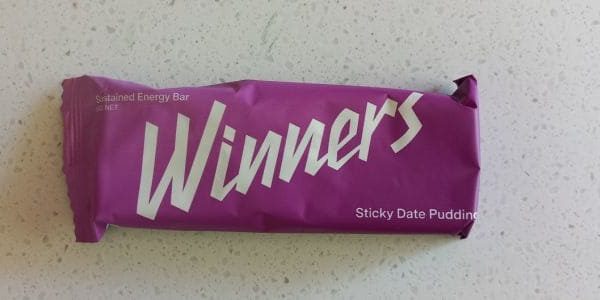 Sustained Energy Bar
Winners
Sticky Date Pudding